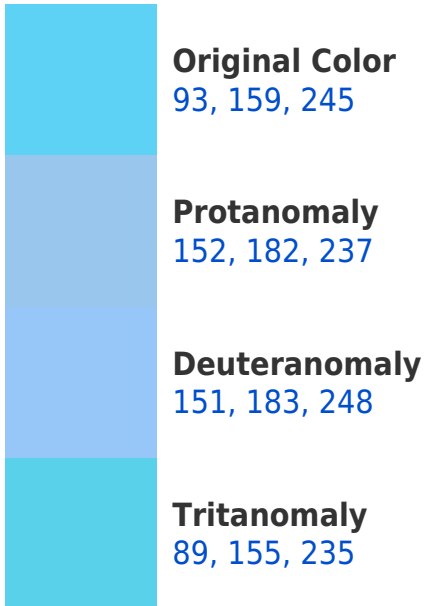 Original Color
93, 159, 245
Protanomaly
152, 182, 237
Deuteranomaly
151, 183, 248
Tritanomaly
89, 155, 235